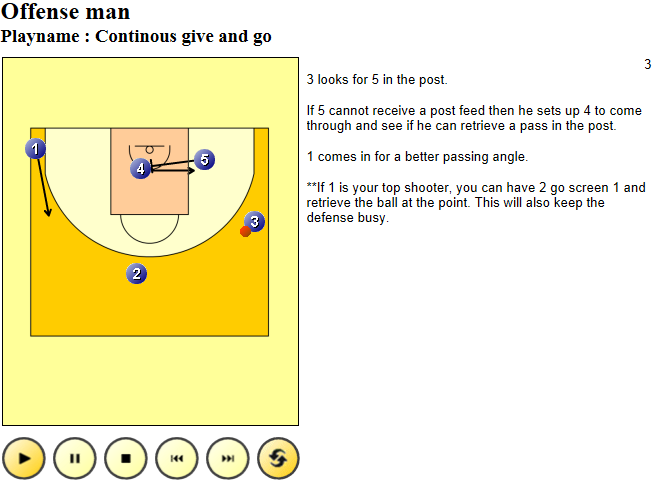 Offense man
Playname : Continous give and go
3
3 looks for 5 in the post.
If 5 cannot receive a post feed then he sets up 4 to come
through and see if he can retrieve a pass in the post.
1 comes in for a better passing angle.
**If 1 is your top shooter, you can have 2 go screen 1 and
retrieve the ball at the point. This will also keep the
defense busy.
1
5
4
3
2